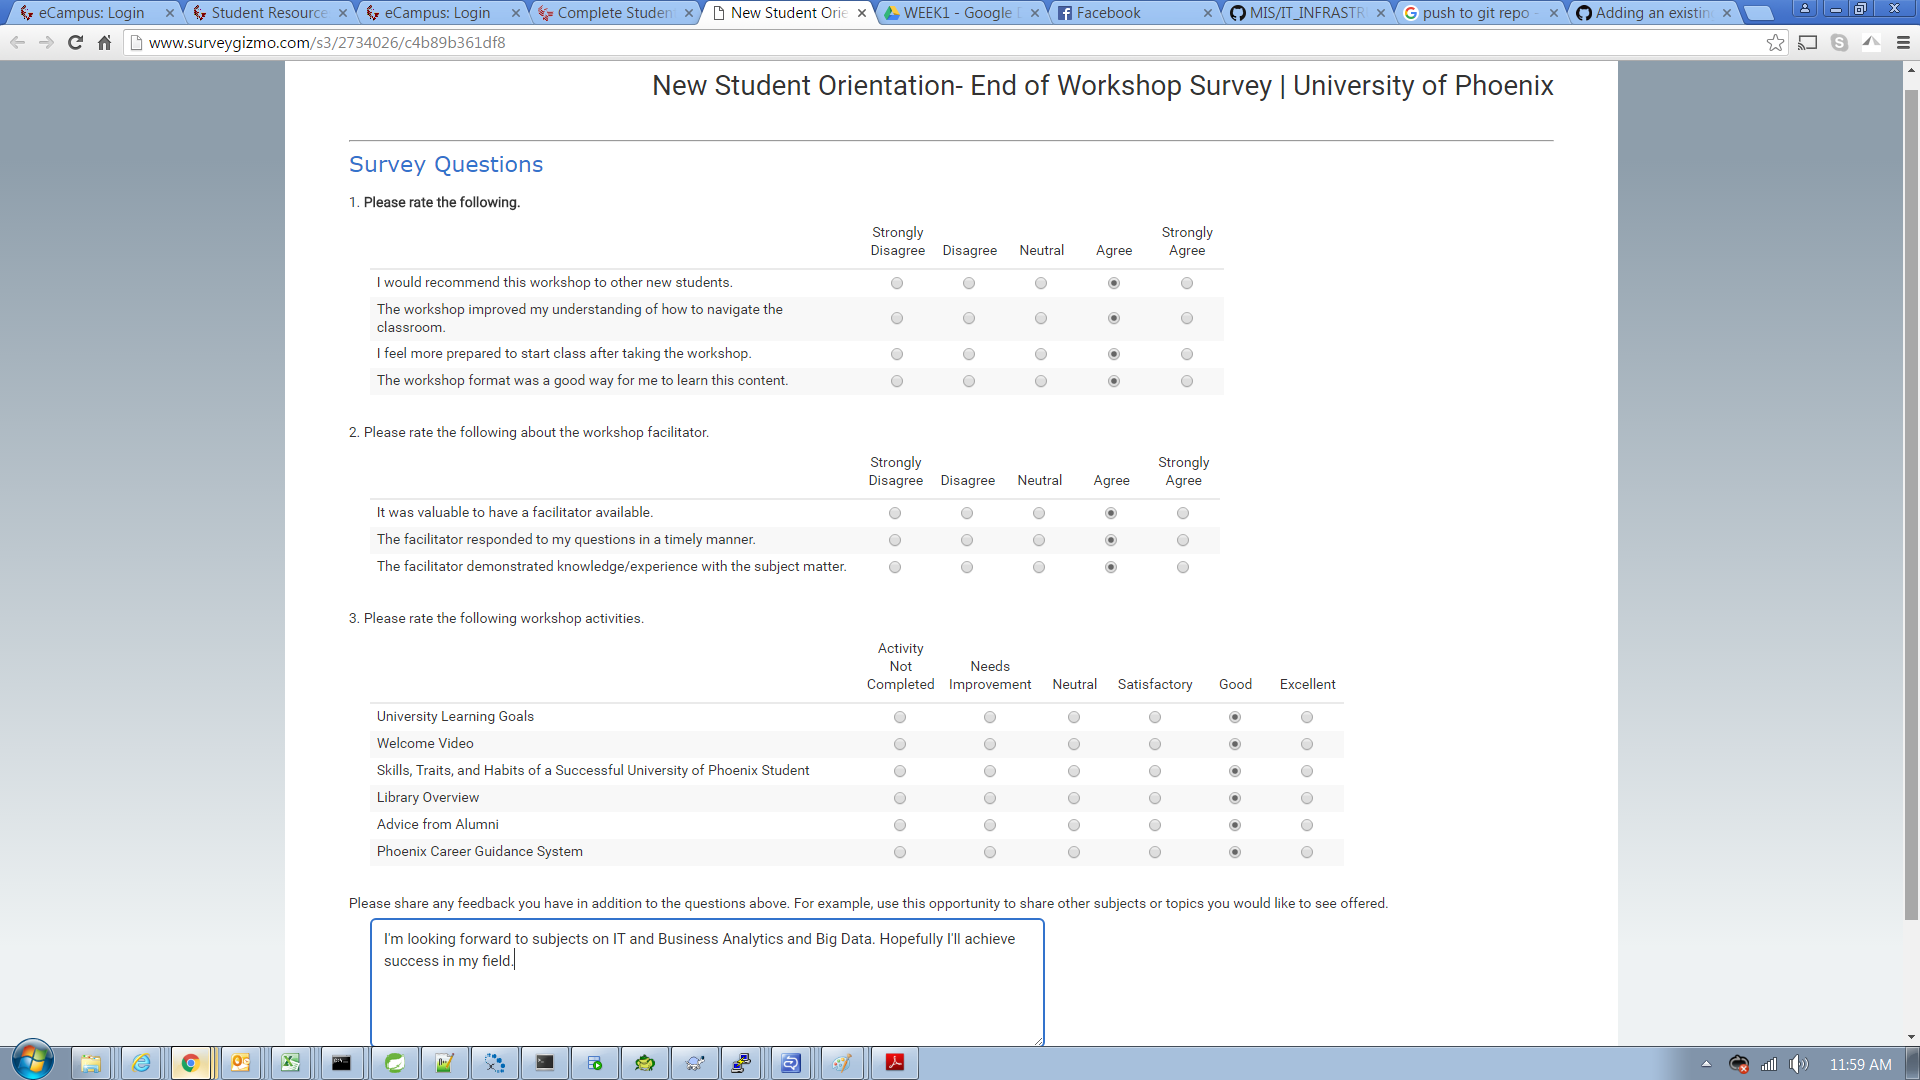 eCampus: Login
Student Resource
eCampus: Login
Complete Studen
New Student Orie
WEEK1 - Google
Facebook
MIS/IT_INFRASTR
push to git repo -
Adding an existin
www.surveygizmo.com/s3/2734026/c4b89b361df8
New Student Orientation- End of Workshop Survey | University of Phoenix
Survey Questions
1. Please rate the following.
Strongly Disagree Disagree Neutral Agree Strongly Agree
I would recommend this workshop to other new students.
The workshop improved my understanding of how to navigate the
classroom.
I feel more prepared to start class after taking the workshop.
The workshop format was a good way for me to learn this content.
2. Please rate the following about the workshop facilitator.
Strongly Disagree Disagree Neutral Agree Strongly Agree
It was valuable to have a facilitator available.
The facilitator responded to my questions in a timely manner.
The facilitator demonstrated knowledge/experience with the subject matter.
3. Please rate the following workshop activities.
Activity Not Completed Needs Improvement Neutral Satisfactory Good Excellent
University Learning Goals
Welcome Video
Skills, Traits, and Habits of a Successful University of Phoenix Student
Library Overview
Advice from Alumni
Phoenix Career Guidance System
Please share any feedback you have in addition to the questions above. For example, use this opportunity to share other subjects or topics you would like to see offered.
I'm looking forward to subjects on IT and Business Analytics and Big Data. Hopefully I'll achieve
success in my field.
11:59 AM